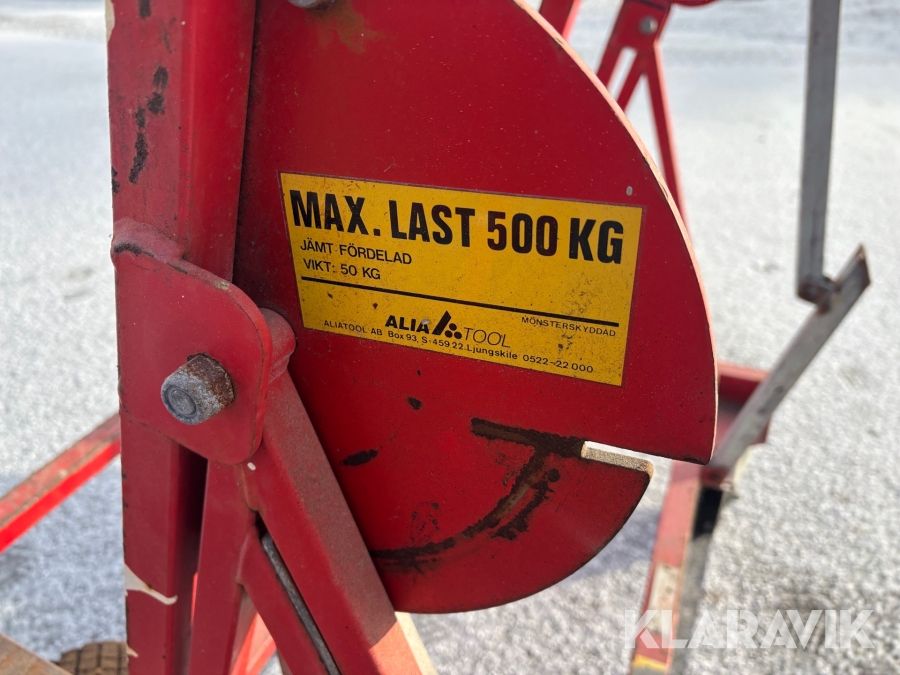 MAX. LAST 500 KG
JÄMT FÖRDELAD
VIKT: 50 KG
MÖNSTERSKYDDAD
ALIA TOOL
ALIATOOL AB Box 93, S-459 22 Ljungskile 0522-22 000
KLARAVIK